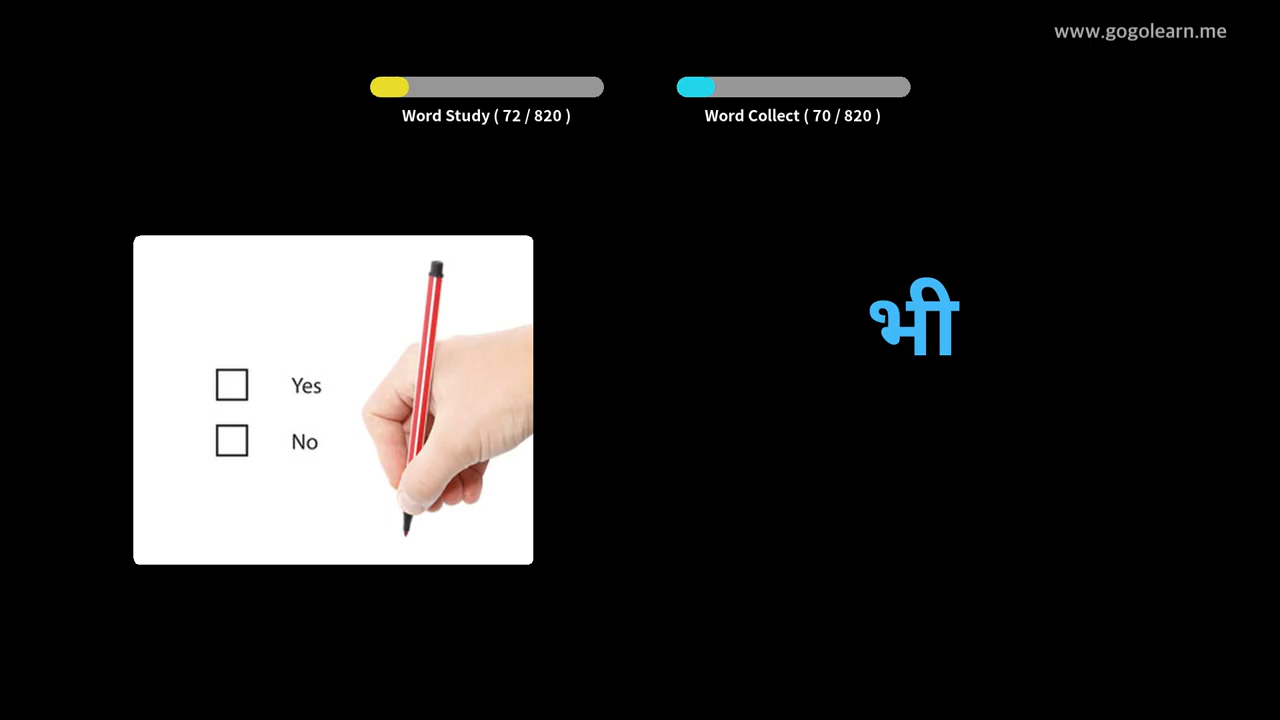 www.gogolearn.me
Word Study ( 72 / 820 )
Word Collect ( 70 / 820 )
Yes
No
भी